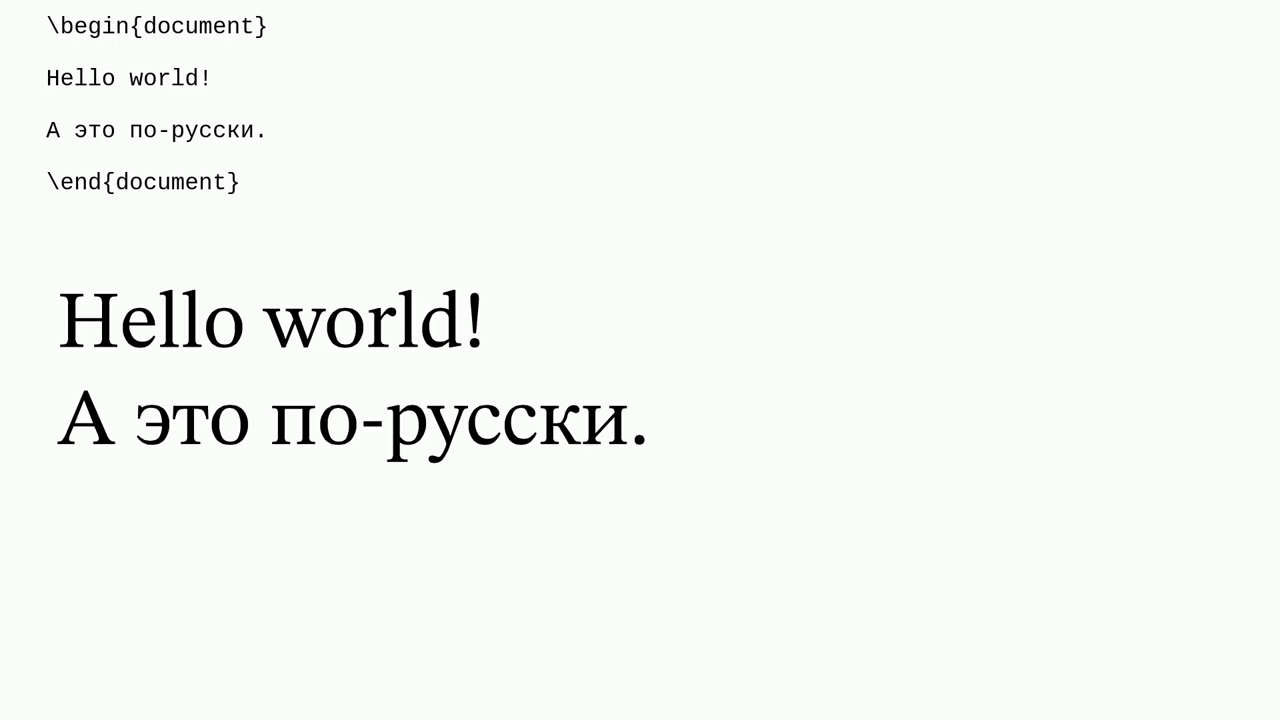 \begin{document}
Hello world!
А это по-русски.
\end{document}
Hello world!
А это по-русски.